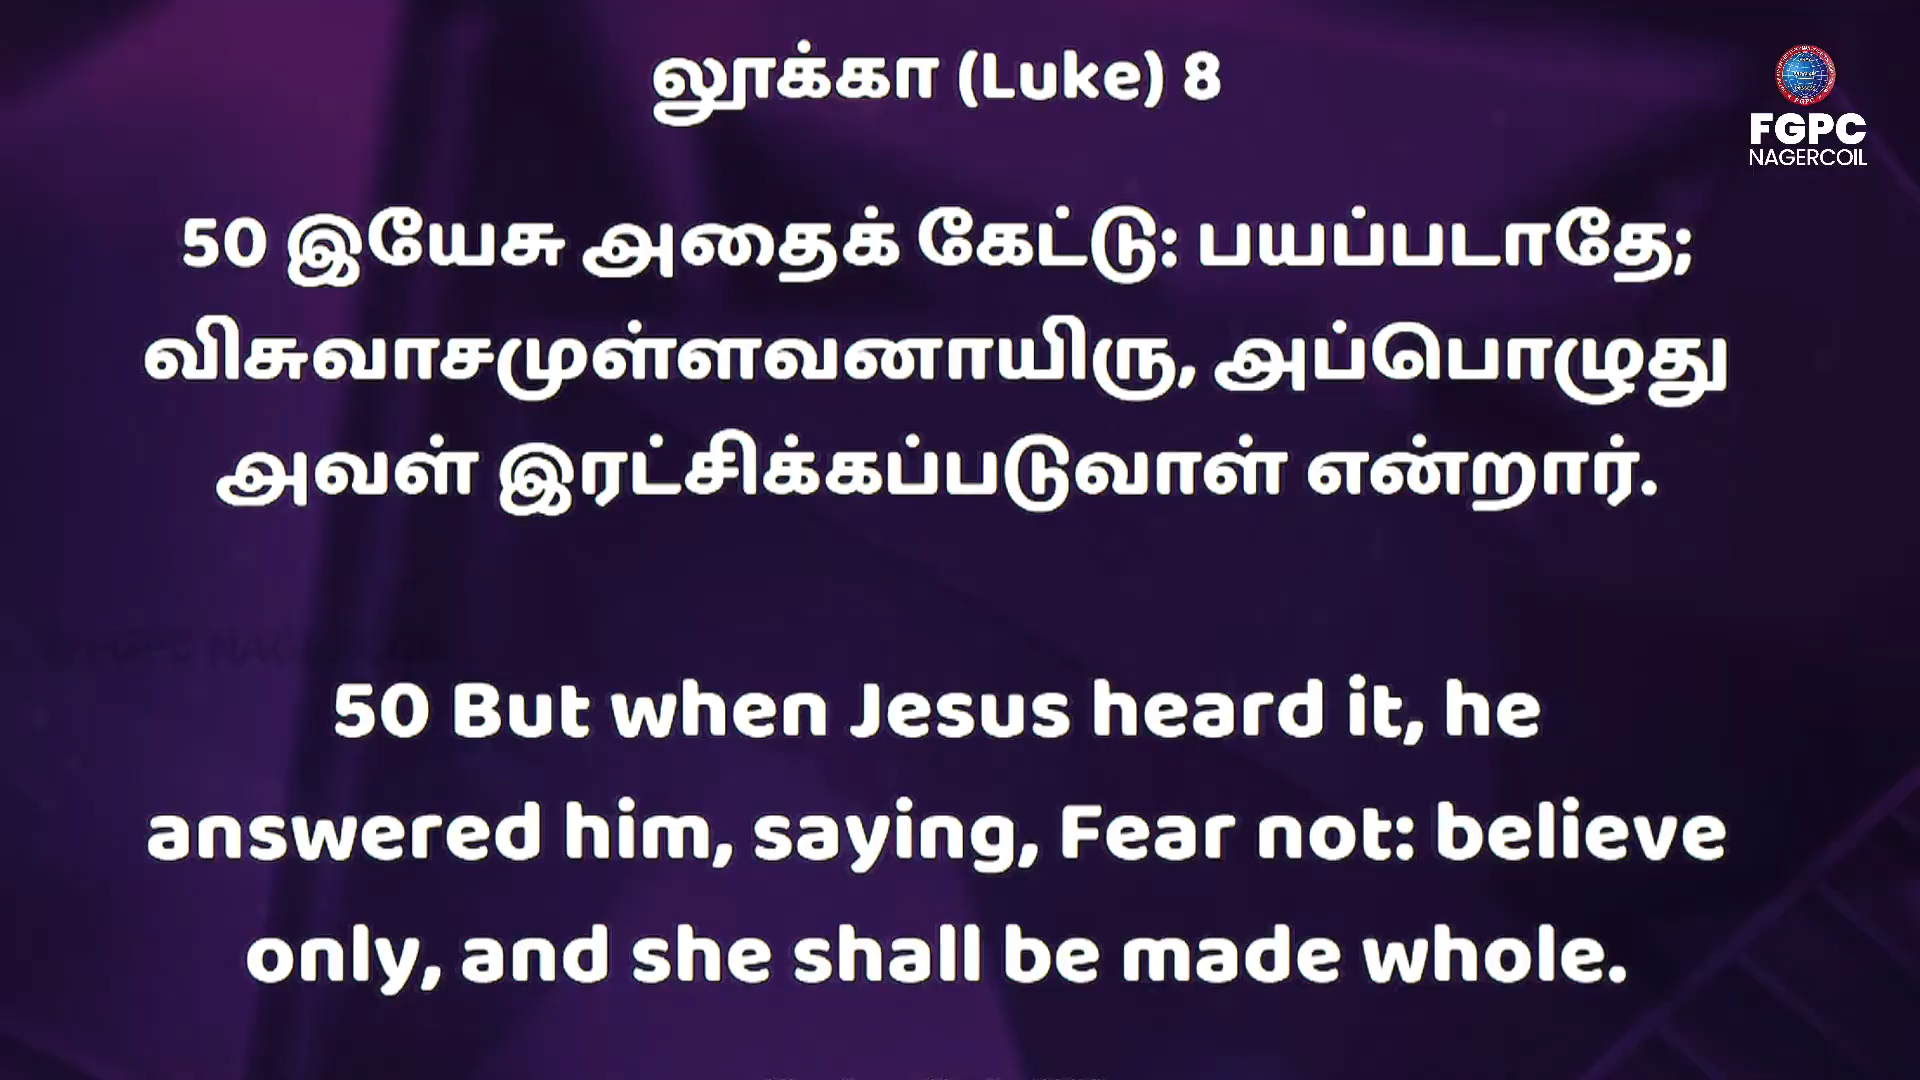 லூக்கா (Luke) 8
FGPC
NAGERCOIL
50 இயேசு அதைக் கேட்டு: பயப்படாதே;
விசுவாசமுள்ளவனாயிரு, அப்பொழுது
அவள் இரட்சிக்கப்படுவாள் என்றார்.
50 But when Jesus heard it, he
answered him, saying, Fear not: believe
only, and she shall be made whole.